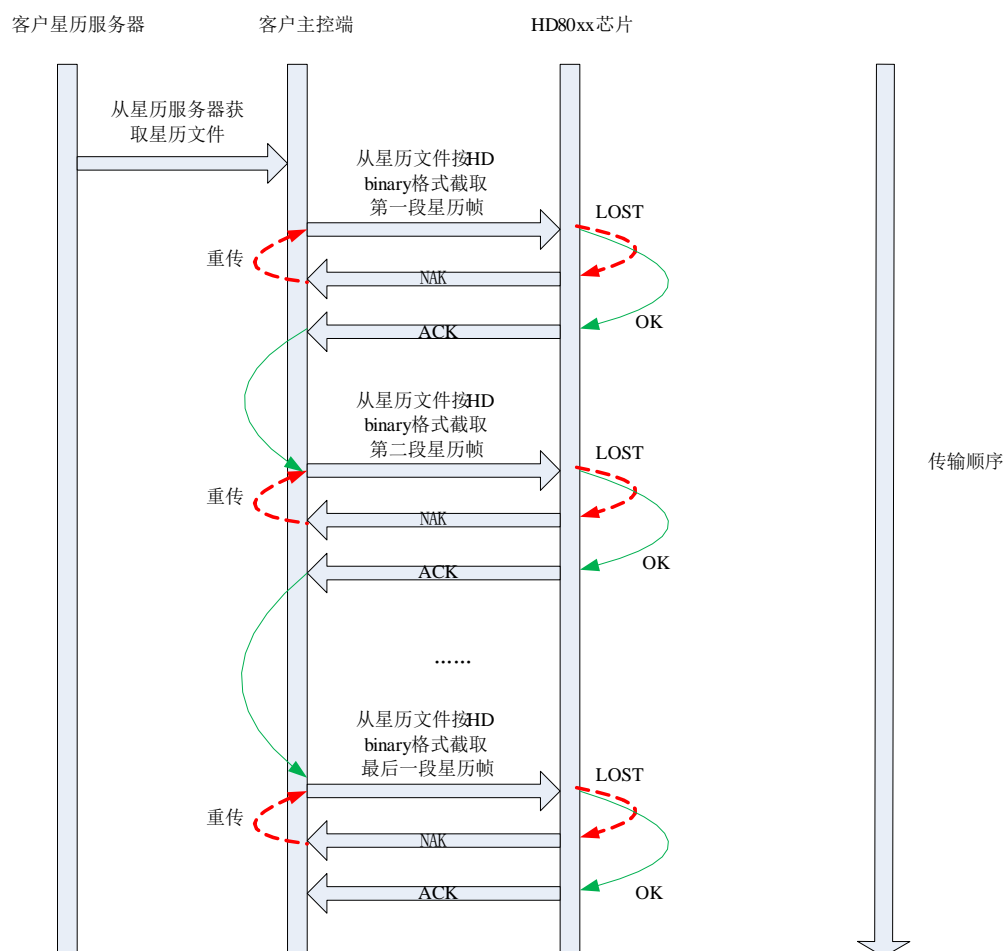 客户星历服务器
客户主控端
HD80xx芯片
从星历服务器获
取星历文件
从星历文件按HD
binary格式截取
第一段星历帧
LOST
重传
NAK
OK
ACK
从星历文件按HD
binary格式截取
第二段星历帧
LOST
传输顺序
重传
NAK
OK
ACK
……
从星历文件按HD
binary格式截取
最后一段星历帧
LOST
重传
NAK
ACK
OK